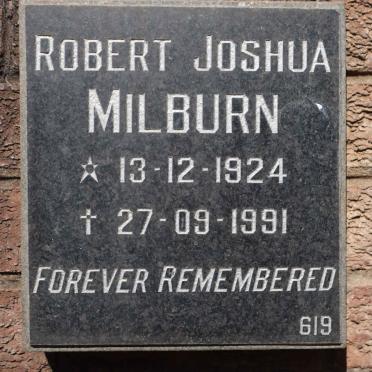 ROBERT JOSHUA
MILBURN
☆ 13-12-1924
† 27-09-1991
FOREVER REMEMBERED
619